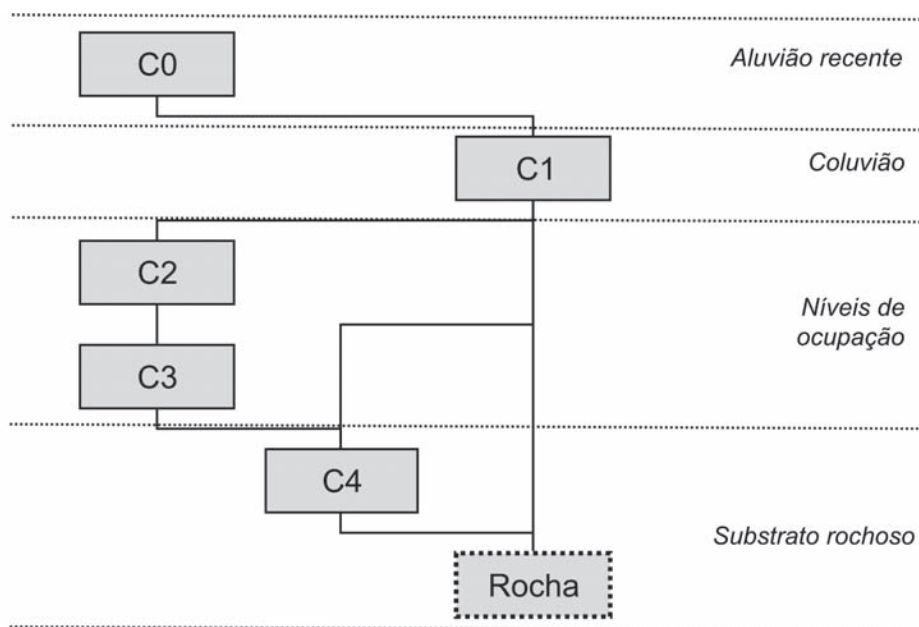 C0
Aluvião recente
C1
Coluvião
C2
Níveis de
ocupação
C3
C4
Substrato rochoso
Rocha